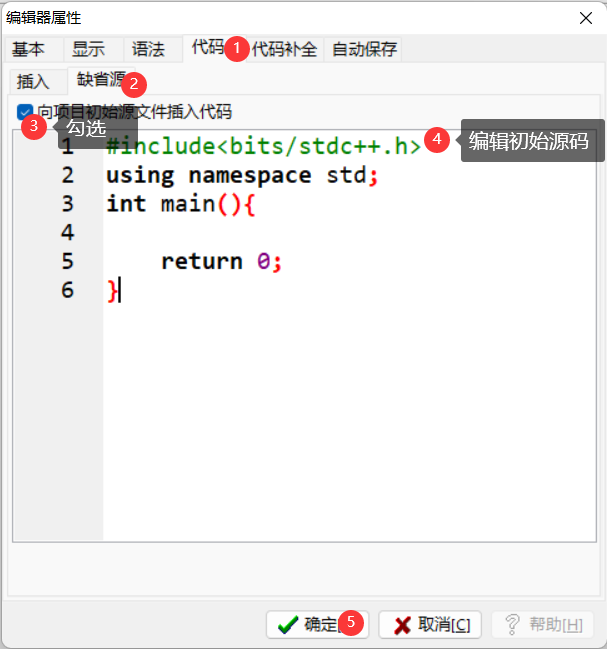 编辑器属性
基本 显示 语法 代码 1 代码补全 自动保存
插入 缺省源 2
向项目初始源文件插入代码
3 勾选
1 #include<bits/stdc++.h> 4 编辑初始源码
2 using namespace std;
3 int main(){
4
5 return 0;
6 }
确定[ 5 取消[C] 帮助[H]